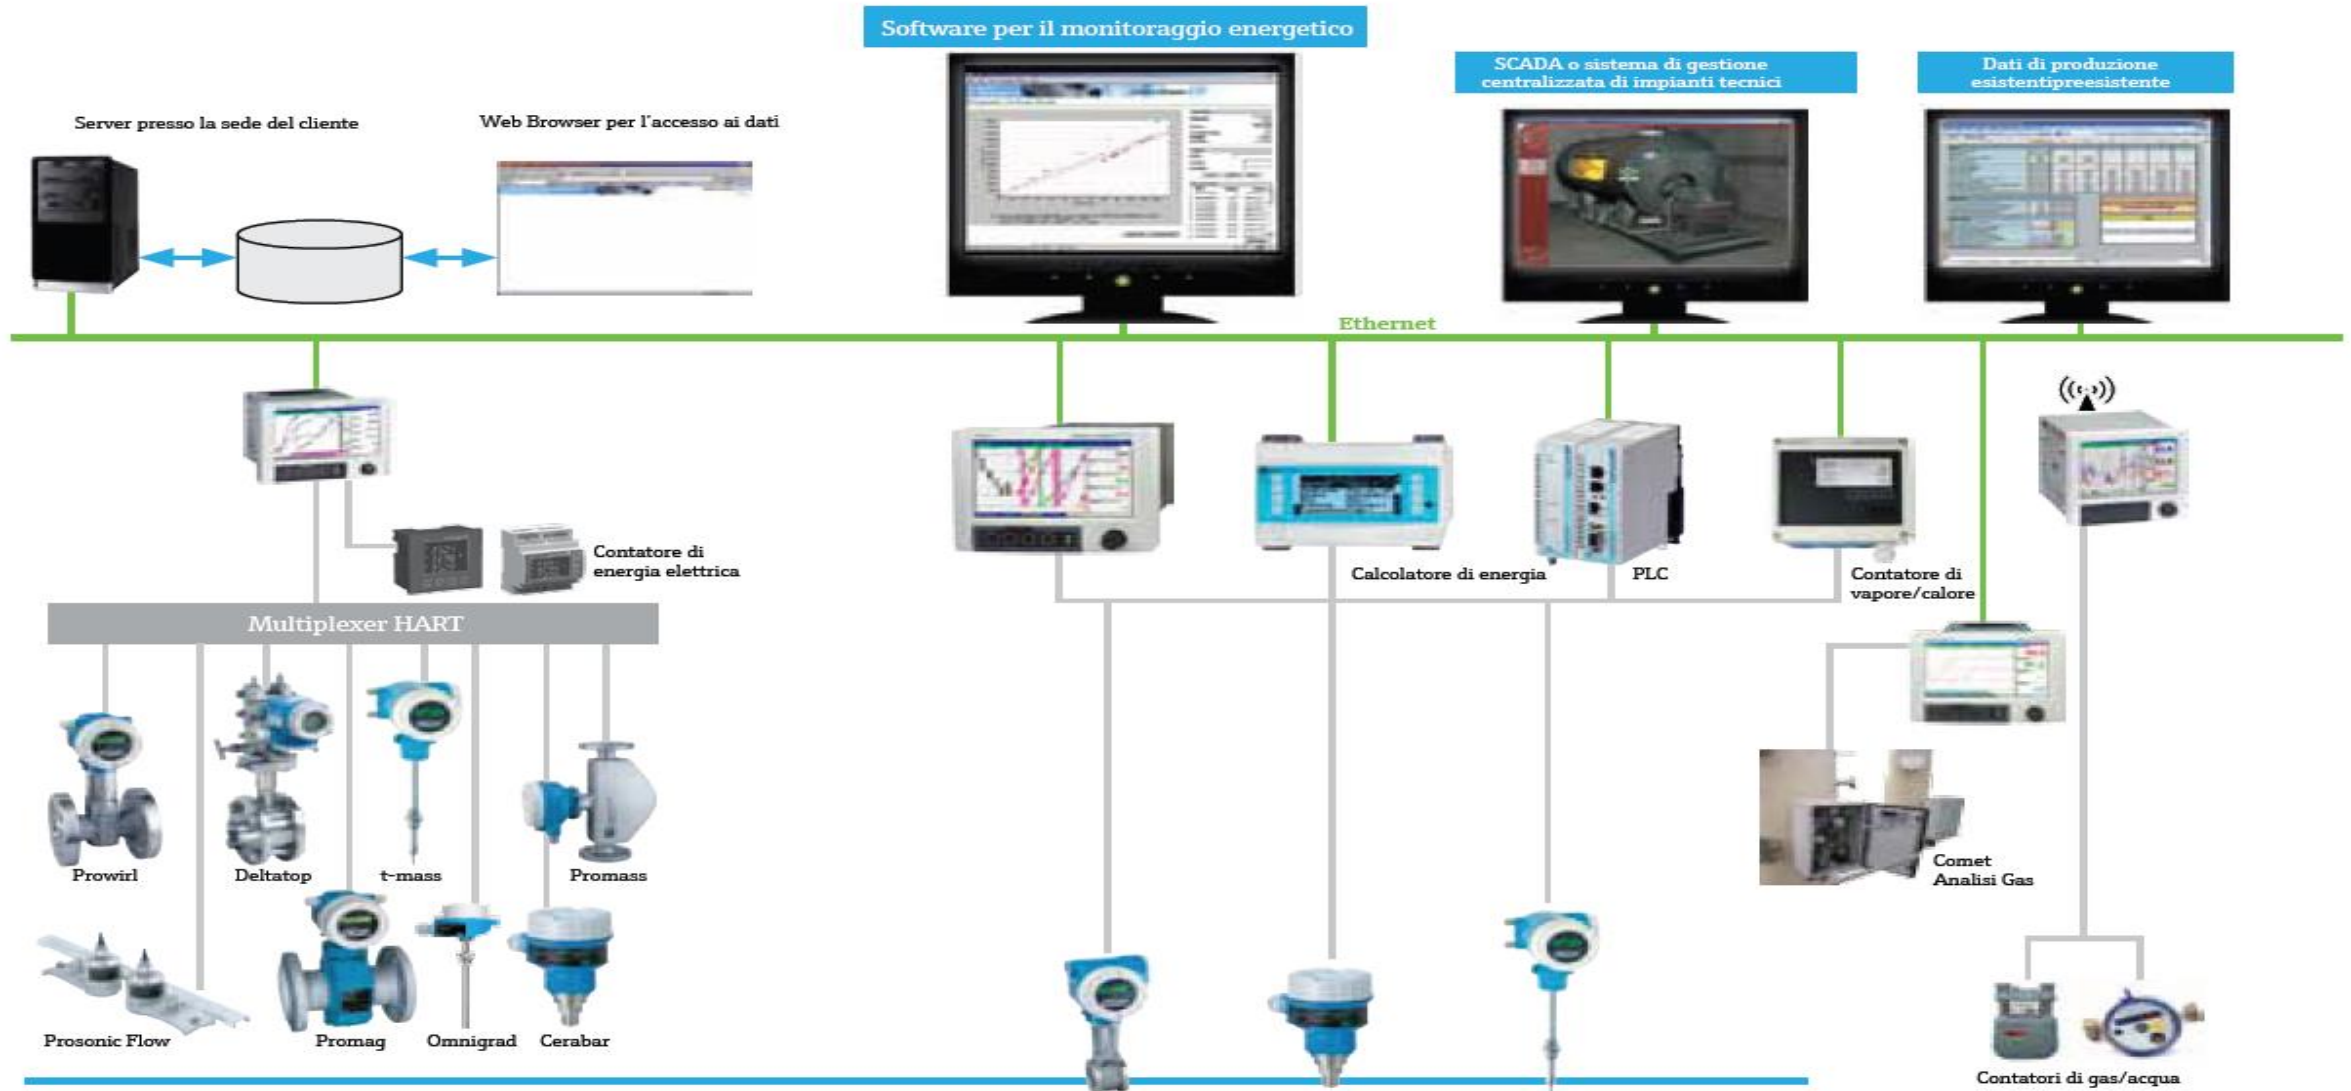 Software per il monitoraggio energetico
SCADA o sistema di gestione
centralizzata di impianti tecnici
Dati di produzione
esistentipreesistente
Server presso la sede del cliente
Web Browser per l'accesso ai dati
Ethernet
Contatore di
energia elettrica
Calcolatore di energia
PLC
Contatore di
vapore/calore
Multiplexer HART
Prowirl
Deltatop
t-mass
Promass
Comet
Analisi Gas
Prosonic Flow
Promag
Omnigrad
Cerabar
Contatori di gas/acqua